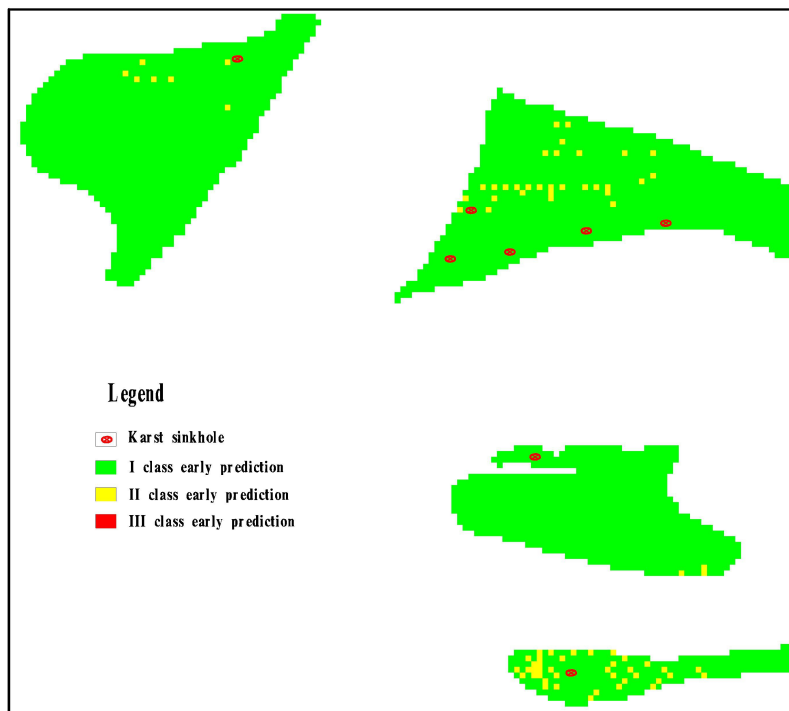 Legend
Karst sinkhole
I class early prediction
II class early prediction
III class early prediction